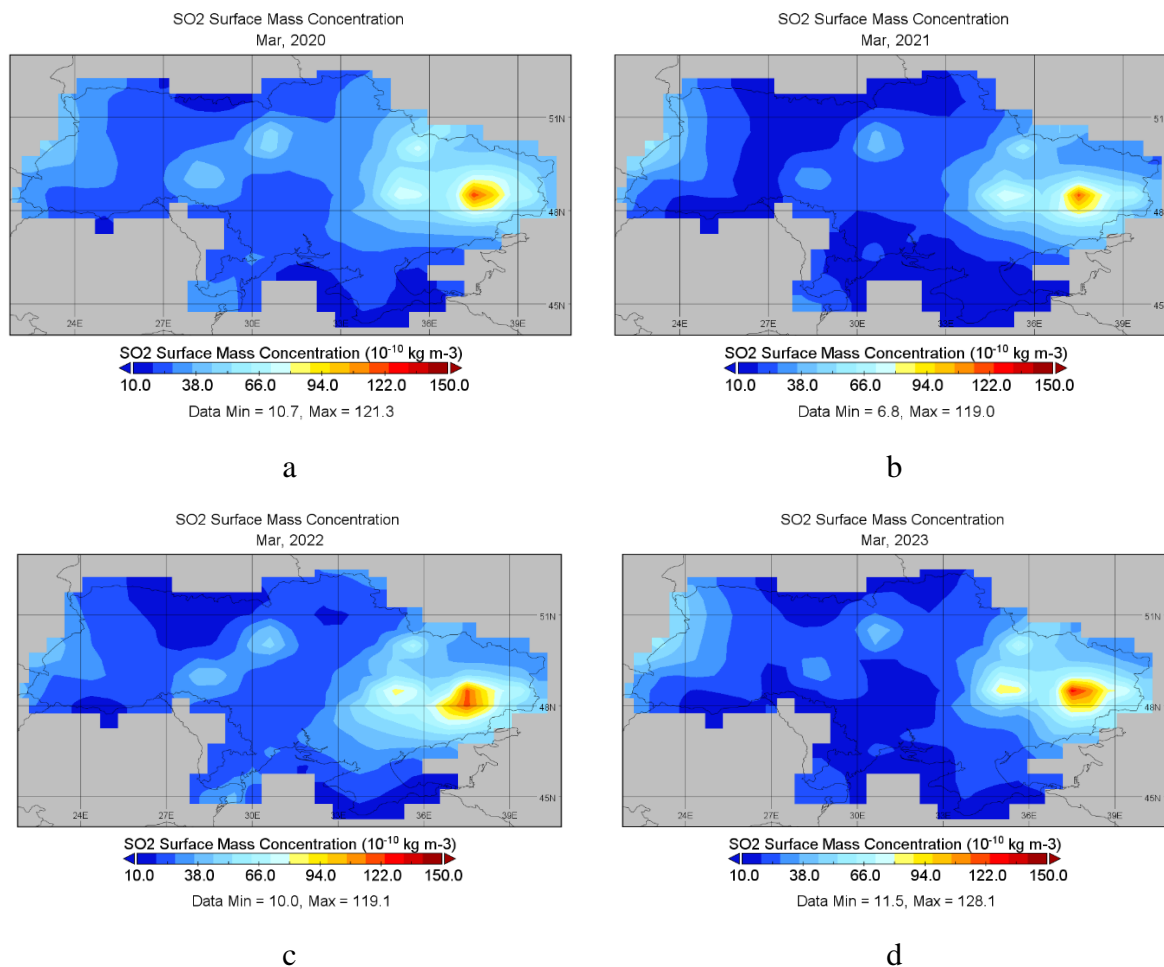 SO2 Surface Mass Concentration
Mar, 2020
51N
48N
45N
24E 27E 30E 33E 36E 39E
SO2 Surface Mass Concentration (10⁻¹⁰ kg m-3)
10.0 38.0 66.0 94.0 122.0 150.0
Data Min = 10.7, Max = 121.3
a
SO2 Surface Mass Concentration
Mar, 2021
51N
48N
45N
24E 27E 30E 33E 36E 39E
SO2 Surface Mass Concentration (10⁻¹⁰ kg m-3)
10.0 38.0 66.0 94.0 122.0 150.0
Data Min = 6.8, Max = 119.0
b
SO2 Surface Mass Concentration
Mar, 2022
51N
48N
45N
24E 27E 30E 33E 36E 39E
SO2 Surface Mass Concentration (10⁻¹⁰ kg m-3)
10.0 38.0 66.0 94.0 122.0 150.0
Data Min = 10.0, Max = 119.1
c
SO2 Surface Mass Concentration
Mar, 2023
51N
48N
45N
24E 27E 30E 33E 36E 39E
SO2 Surface Mass Concentration (10⁻¹⁰ kg m-3)
10.0 38.0 66.0 94.0 122.0 150.0
Data Min = 11.5, Max = 128.1
d